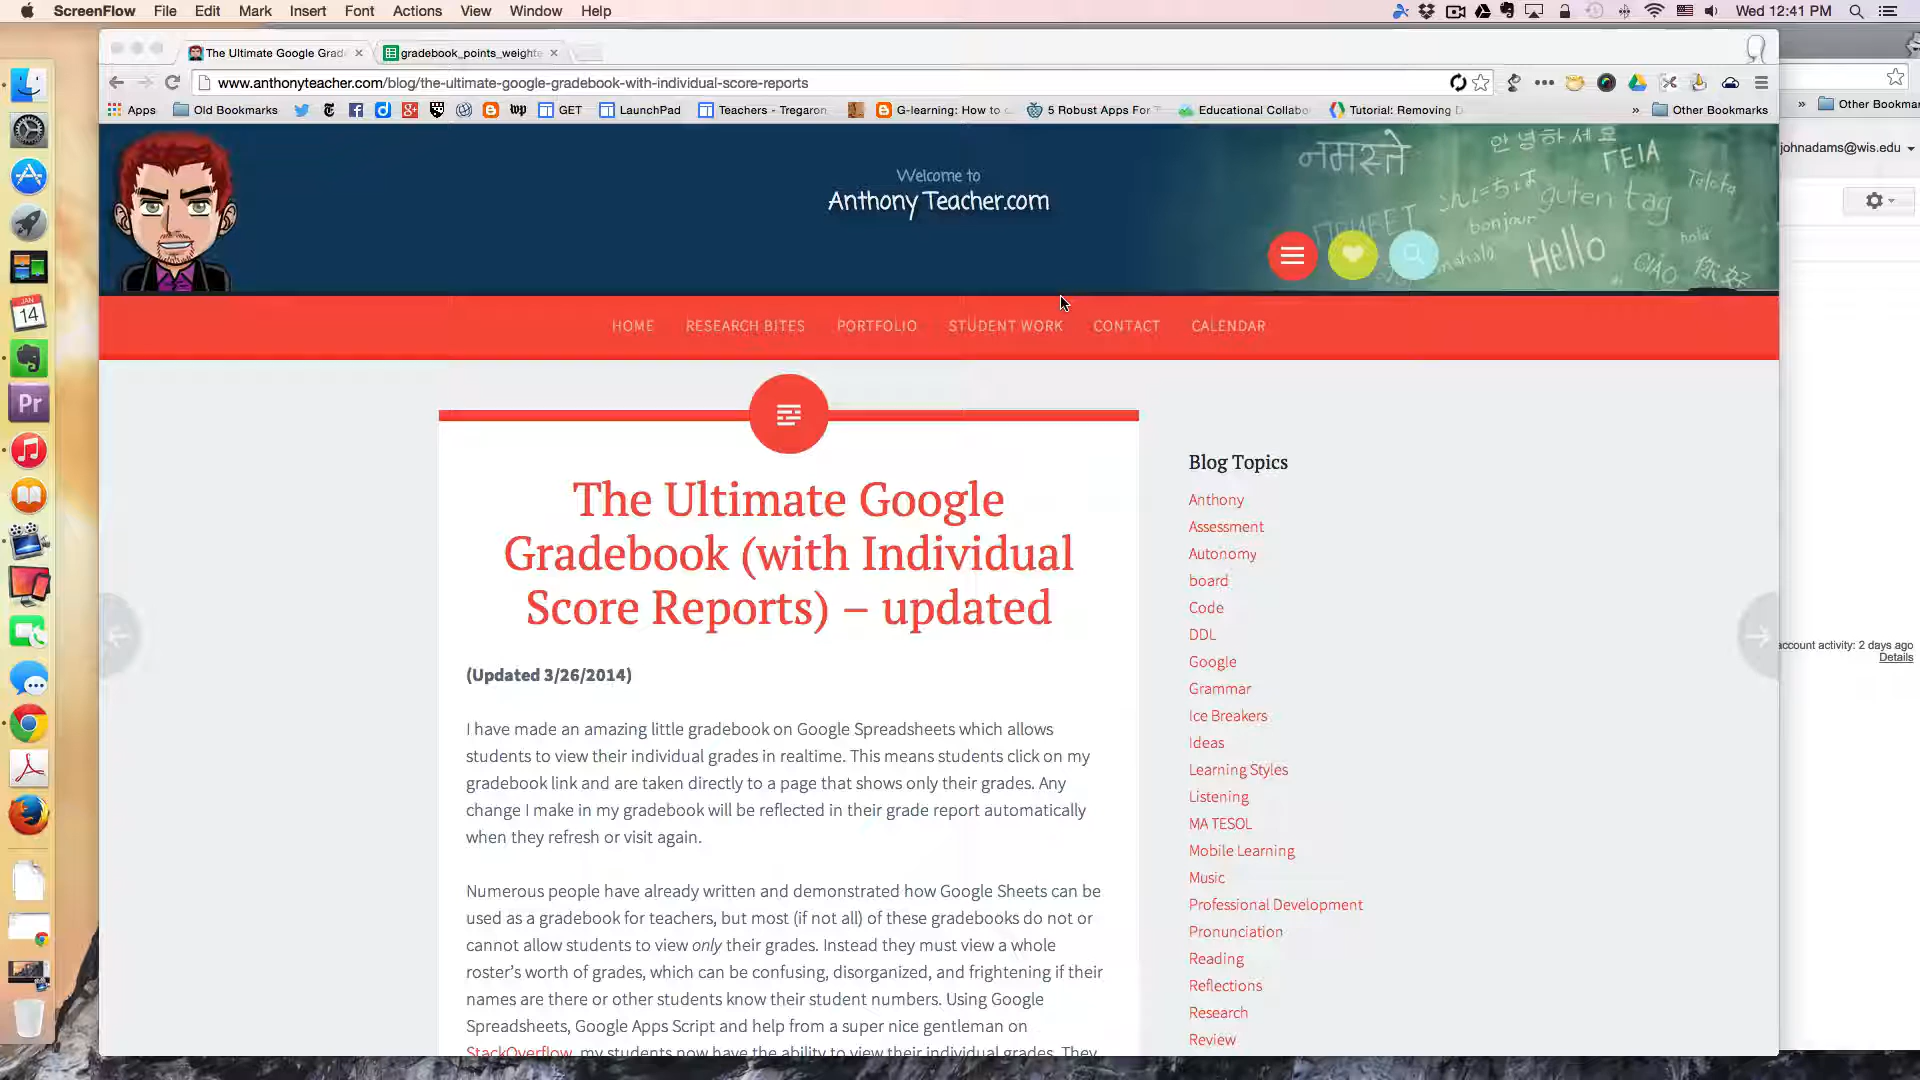 ScreenFlow File Edit Mark Insert Font Actions View Window Help
Wed 12:41 PM
The Ultimate Google Grad
gradebook_points_weighte
www.anthonyteacher.com/blog/the-ultimate-google-gradebook-with-individual-score-reports
Apps Old Bookmarks GET LaunchPad Teachers - Tregaron G-learning: How to 5 Robust Apps For Educational Collabo Tutorial: Removing » Other Bookmarks
» Other Bookmar
johnadams@wis.edu
Welcome to
AnthonyTeacher.com
नमस्ते
안녕하세요
ГЕІА
Talofa
guten tag
ПРИВЕТ
bonjour
Hello
hola
mahalo
CIAO
你好
HOME RESEARCH BITES PORTFOLIO STUDENT WORK CONTACT CALENDAR
The Ultimate Google
Gradebook (with Individual
Score Reports) – updated
(Updated 3/26/2014)
I have made an amazing little gradebook on Google Spreadsheets which allows
students to view their individual grades in realtime. This means students click on my
gradebook link and are taken directly to a page that shows only their grades. Any
change I make in my gradebook will be reflected in their grade report automatically
when they refresh or visit again.
Numerous people have already written and demonstrated how Google Sheets can be
used as a gradebook for teachers, but most (if not all) of these gradebooks do not or
cannot allow students to view only their grades. Instead they must view a whole
roster's worth of grades, which can be confusing, disorganized, and frightening if their
names are there or other students know their student numbers. Using Google
Spreadsheets, Google Apps Script and help from a super nice gentleman on
StackOverflow, my students now have the ability to view their individual grades. They
Blog Topics
Anthony
Assessment
Autonomy
board
Code
DDL
Google
Grammar
Ice Breakers
Ideas
Learning Styles
Listening
MA TESOL
Mobile Learning
Music
Professional Development
Pronunciation
Reading
Reflections
Research
Review
account activity: 2 days ago
Details
JAN
14
Pr